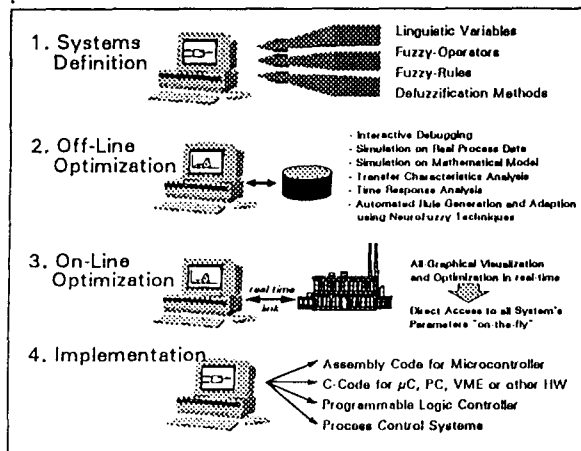 1. Systems Definition
Linguistic Variables
Fuzzy-Operators
Fuzzy-Rules
Defuzzification Methods
2. Off-Line Optimization
· Interactive Debugging
· Simulation on Real Process Data
· Simulation on Mathematical Model
· Transfer Characteristics Analysis
· Time Response Analysis
· Automated Rule Generation and Adaption
using NeuroFuzzy Techniques
3. On-Line Optimization
real time
link
All-Graphical Visualization
and Optimization in real-time
Direct Access to all System's
Parameters "on-the-fly"
4. Implementation
Assembly Code for Microcontroller
C-Code for µC, PC, VME or other HW
Programmable Logic Controller
Process Control Systems